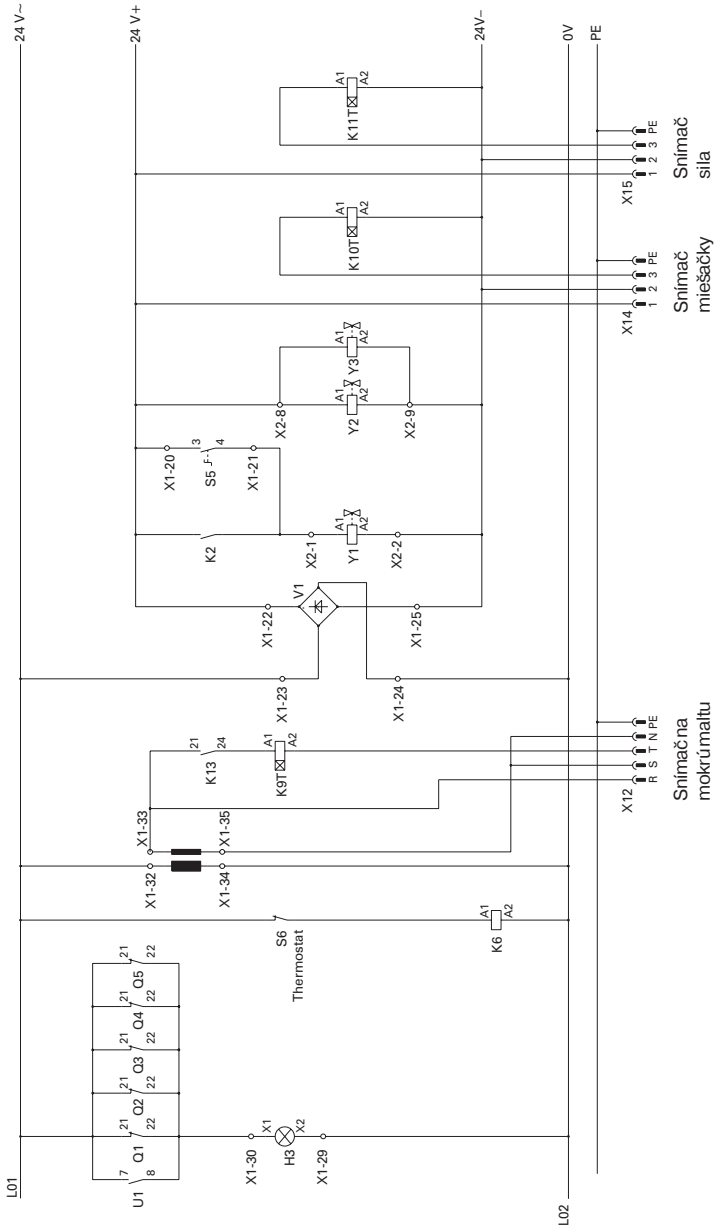 24 V~
24 V+
24V–
0V
PE
L01
L02
U1
7
8
Q1
21
22
Q2
21
22
Q3
21
22
Q4
21
22
Q5
21
22
X1-30
X1
H3
X2
X1-29
S6
Thermostat
A1
K6
A2
X1-32
X1-33
X1-34
X1-35
21
K13
24
A1
K9T
A2
X12
R
S
T
N
PE
Snímačna
mokrúmaltu
X1-23
X1-24
X1-22
V1
X1-25
K2
X2-1
A1
Y1
A2
X2-2
X1-20
3
S5
4
X1-21
X2-8
A1
Y2
A2
X2-9
A1
Y3
A2
X14
1
2
3
PE
Snímač
miešačky
A1
K10T
A2
X15
1
2
3
PE
Snímač
sila
A1
K11T
A2